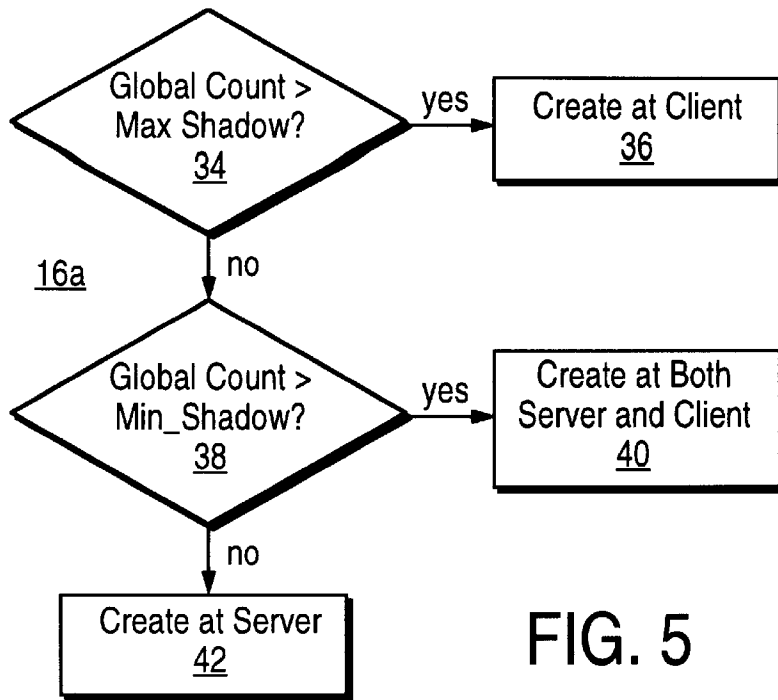 Global Count >
Max Shadow?
34
yes
Create at Client
36
no
16a
Global Count >
Min_Shadow?
38
yes
Create at Both
Server and Client
40
no
Create at Server
42
FIG. 5